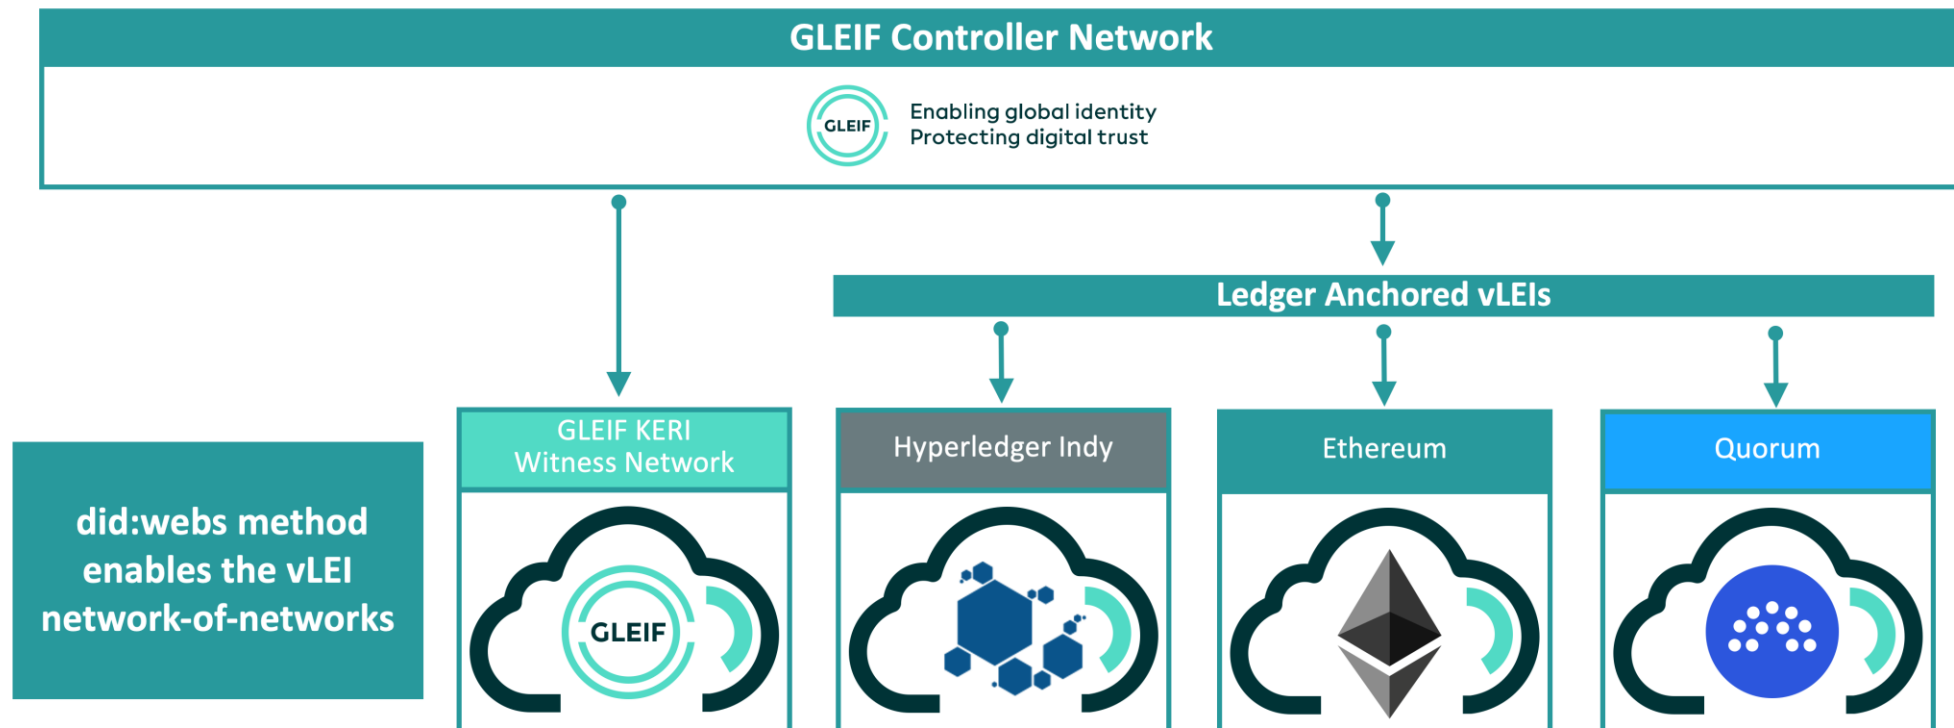 GLEIF Controller Network
GLEIF
Enabling global identity
Protecting digital trust
Ledger Anchored vLEIs
did:webs method
enables the vLEI
network-of-networks
GLEIF KERI
Witness Network
GLEIF
Hyperledger Indy
Ethereum
Quorum